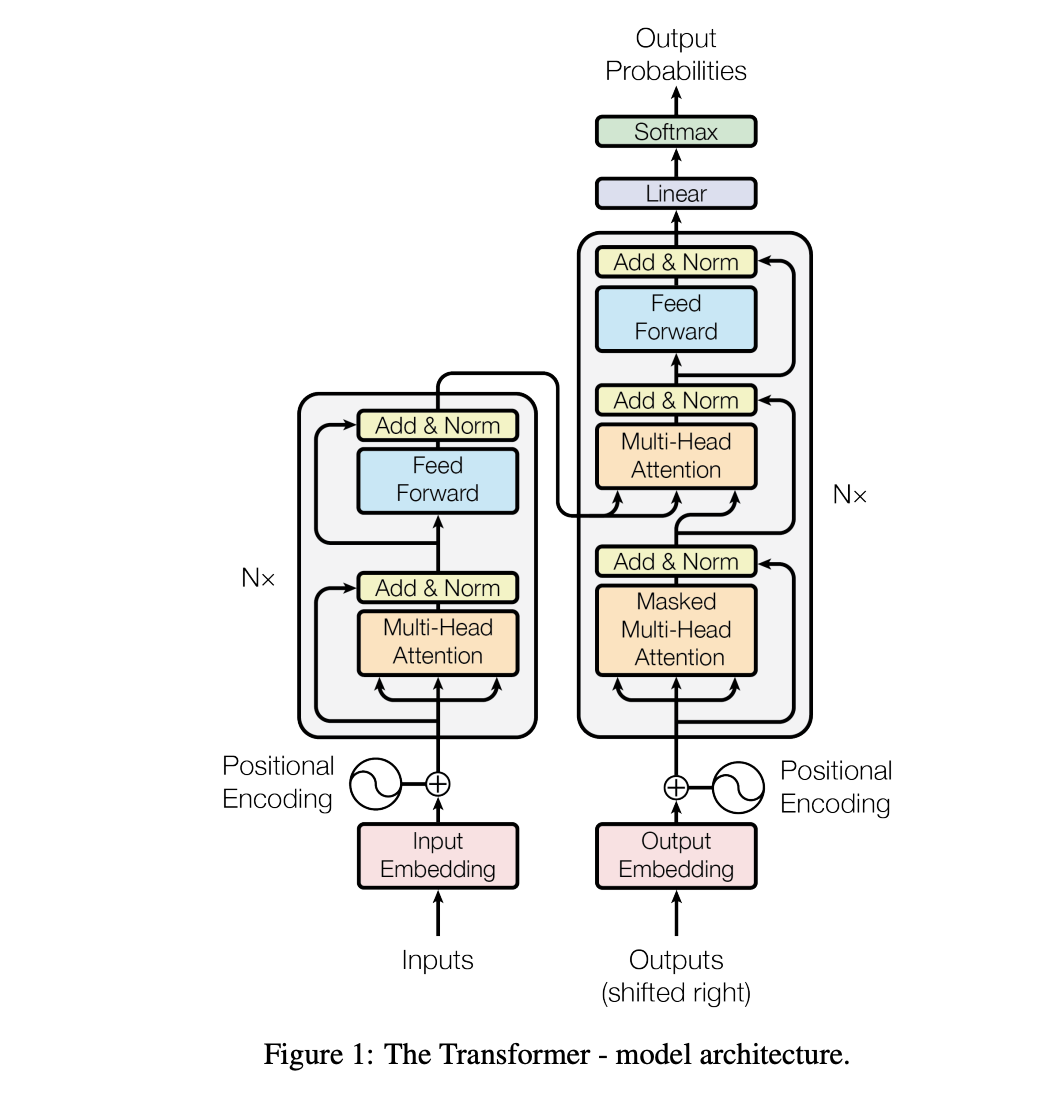 Output
Probabilities
Softmax
Linear
Add & Norm
Feed
Forward
Add & Norm
Multi-Head
Attention
Add & Norm
Masked
Multi-Head
Attention
Nx
Add & Norm
Feed
Forward
Add & Norm
Multi-Head
Attention
Nx
Positional
Encoding
Input
Embedding
Inputs
Positional
Encoding
Output
Embedding
Outputs
(shifted right)
Figure 1: The Transformer - model architecture.